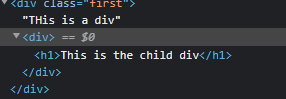 <div class="first">
"THis is a div"
<div> == $0
<h1>This is the child div</h1>
</div>
</div>